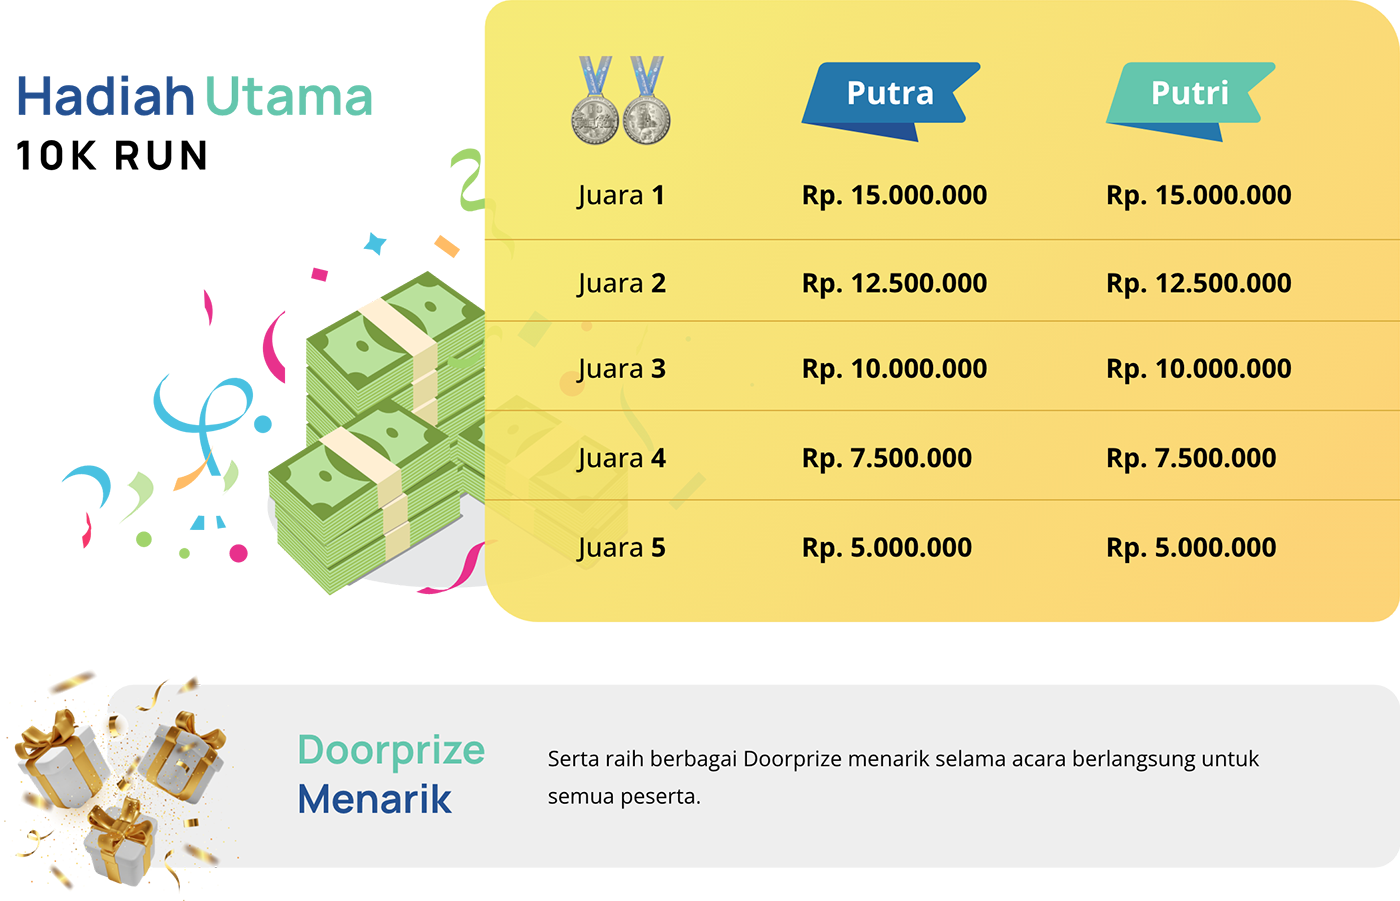 Hadiah Utama
10K RUN
Putra Putri
Juara 1 Rp. 15.000.000 Rp. 15.000.000
Juara 2 Rp. 12.500.000 Rp. 12.500.000
Juara 3 Rp. 10.000.000 Rp. 10.000.000
Juara 4 Rp. 7.500.000 Rp. 7.500.000
Juara 5 Rp. 5.000.000 Rp. 5.000.000
Doorprize
Menarik
Serta raih berbagai Doorprize menarik selama acara berlangsung untuk
semua peserta.